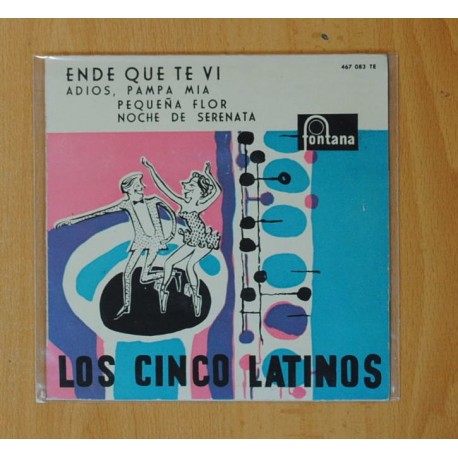 ENDE QUE TE VI
467 083 TE
ADIOS, PAMPA MIA
PEQUEÑA FLOR
NOCHE DE SERENATA
fontana
LOS CINCO LATINOS